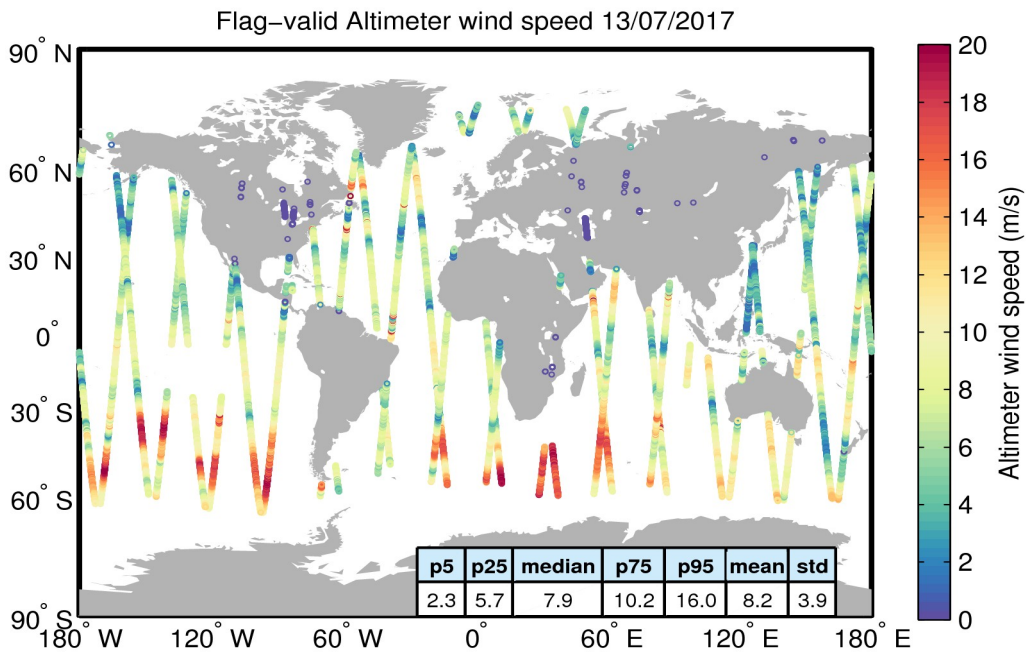 Flag−valid Altimeter wind speed 13/07/2017
90° N
60° N
30° N
0°
30° S
60° S
90° S
180° W
120° W
60° W
0°
60° E
120° E
180° E
p5 p25 median p75 p95 mean std
2.3 5.7 7.9 10.2 16.0 8.2 3.9
20
18
16
14
12
10
8
6
4
2
0
Altimeter wind speed (m/s)